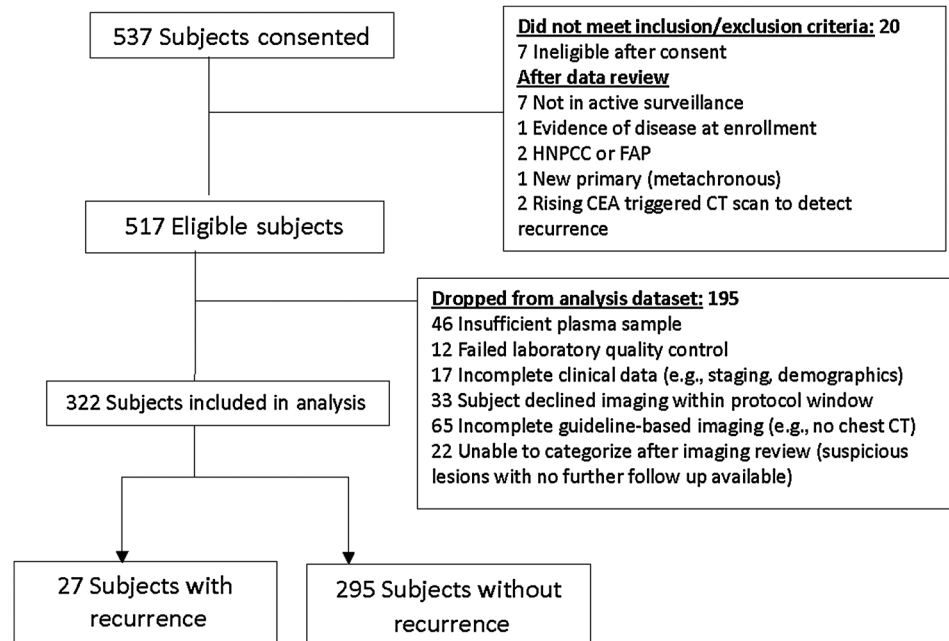 537 Subjects consented
Did not meet inclusion/exclusion criteria: 20
7 Ineligible after consent
After data review
7 Not in active surveillance
1 Evidence of disease at enrollment
2 HNPCC or FAP
1 New primary (metachronous)
2 Rising CEA triggered CT scan to detect
recurrence
517 Eligible subjects
Dropped from analysis dataset: 195
46 Insufficient plasma sample
12 Failed laboratory quality control
17 Incomplete clinical data (e.g., staging, demographics)
33 Subject declined imaging within protocol window
65 Incomplete guideline-based imaging (e.g., no chest CT)
22 Unable to categorize after imaging review (suspicious
lesions with no further follow up available)
322 Subjects included in analysis
27 Subjects with
recurrence
295 Subjects without
recurrence